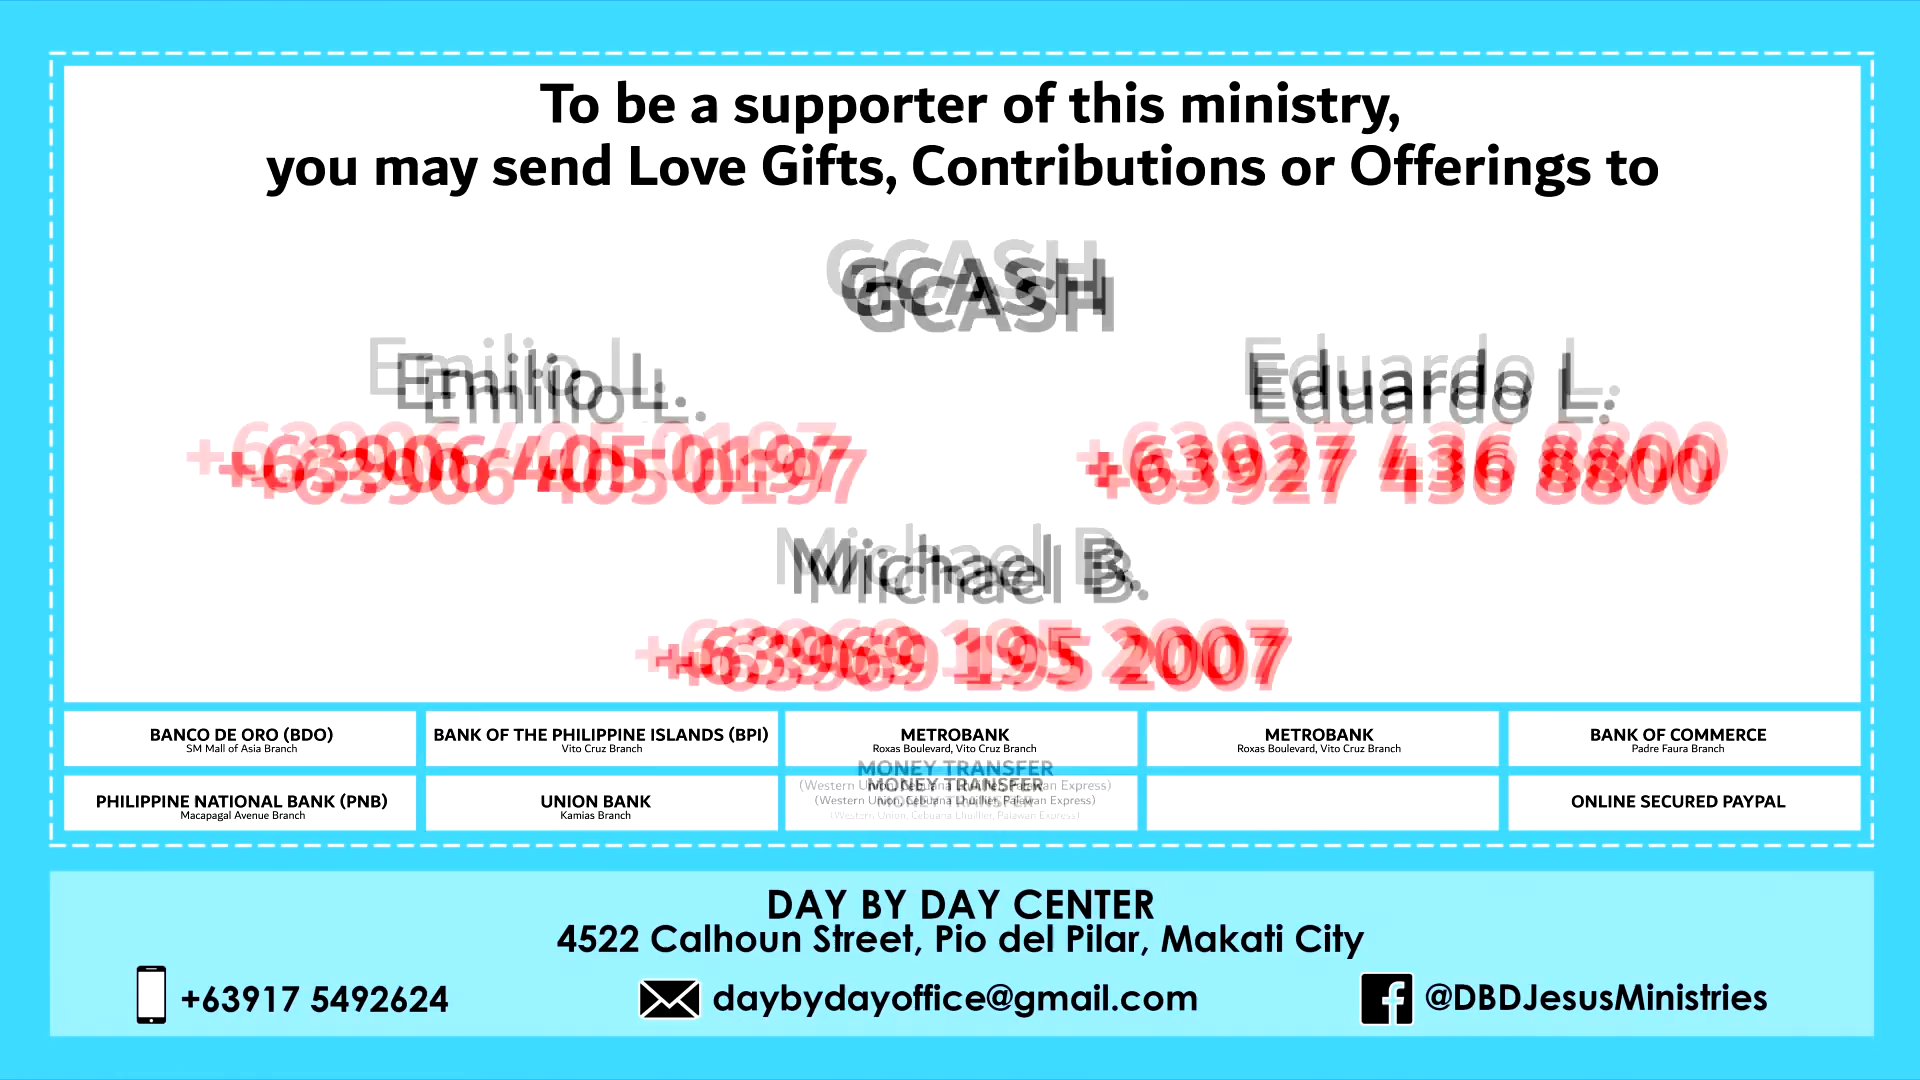 To be a supporter of this ministry,
you may send Love Gifts, Contributions or Offerings to
GCASH
Emilio L.
+63906 405 0197
Eduardo L.
+63927 436 8800
Michael B.
+63969 195 2007
BANCO DE ORO (BDO)
SM Mall of Asia Branch
BANK OF THE PHILIPPINE ISLANDS (BPI)
Vito Cruz Branch
METROBANK
Roxas Boulevard, Vito Cruz Branch
METROBANK
Roxas Boulevard, Vito Cruz Branch
BANK OF COMMERCE
Padre Faura Branch
PHILIPPINE NATIONAL BANK (PNB)
Macapagal Avenue Branch
UNION BANK
Kamias Branch
MONEY TRANSFER
(Western Union, Cebuana Lhuillier, Palawan Express)
ONLINE SECURED PAYPAL
DAY BY DAY CENTER
4522 Calhoun Street, Pio del Pilar, Makati City
+63917 5492624
daybydayoffice@gmail.com
@DBDJesusMinistries